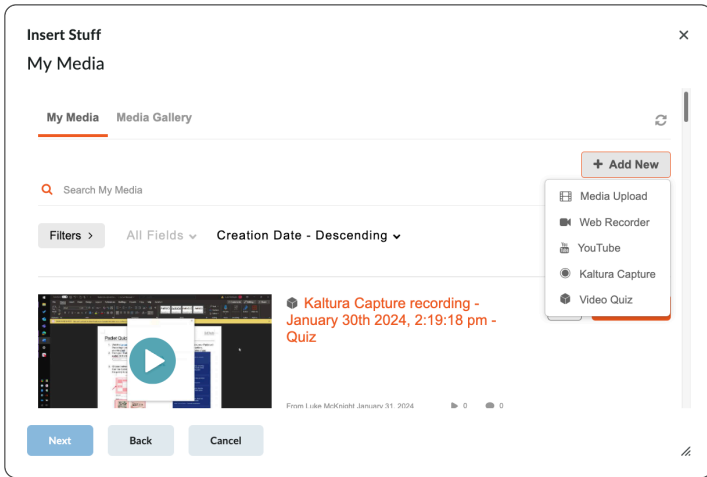 Insert Stuff
My Media
My Media Media Gallery
+ Add New
Search My Media
Media Upload
Web Recorder
YouTube
Kaltura Capture
Video Quiz
Filters > All Fields Creation Date - Descending
Kaltura Capture recording -
January 30th 2024, 2:19:18 pm -
Quiz
From Luke McKnight January 31, 2024 0 0
Next Back Cancel